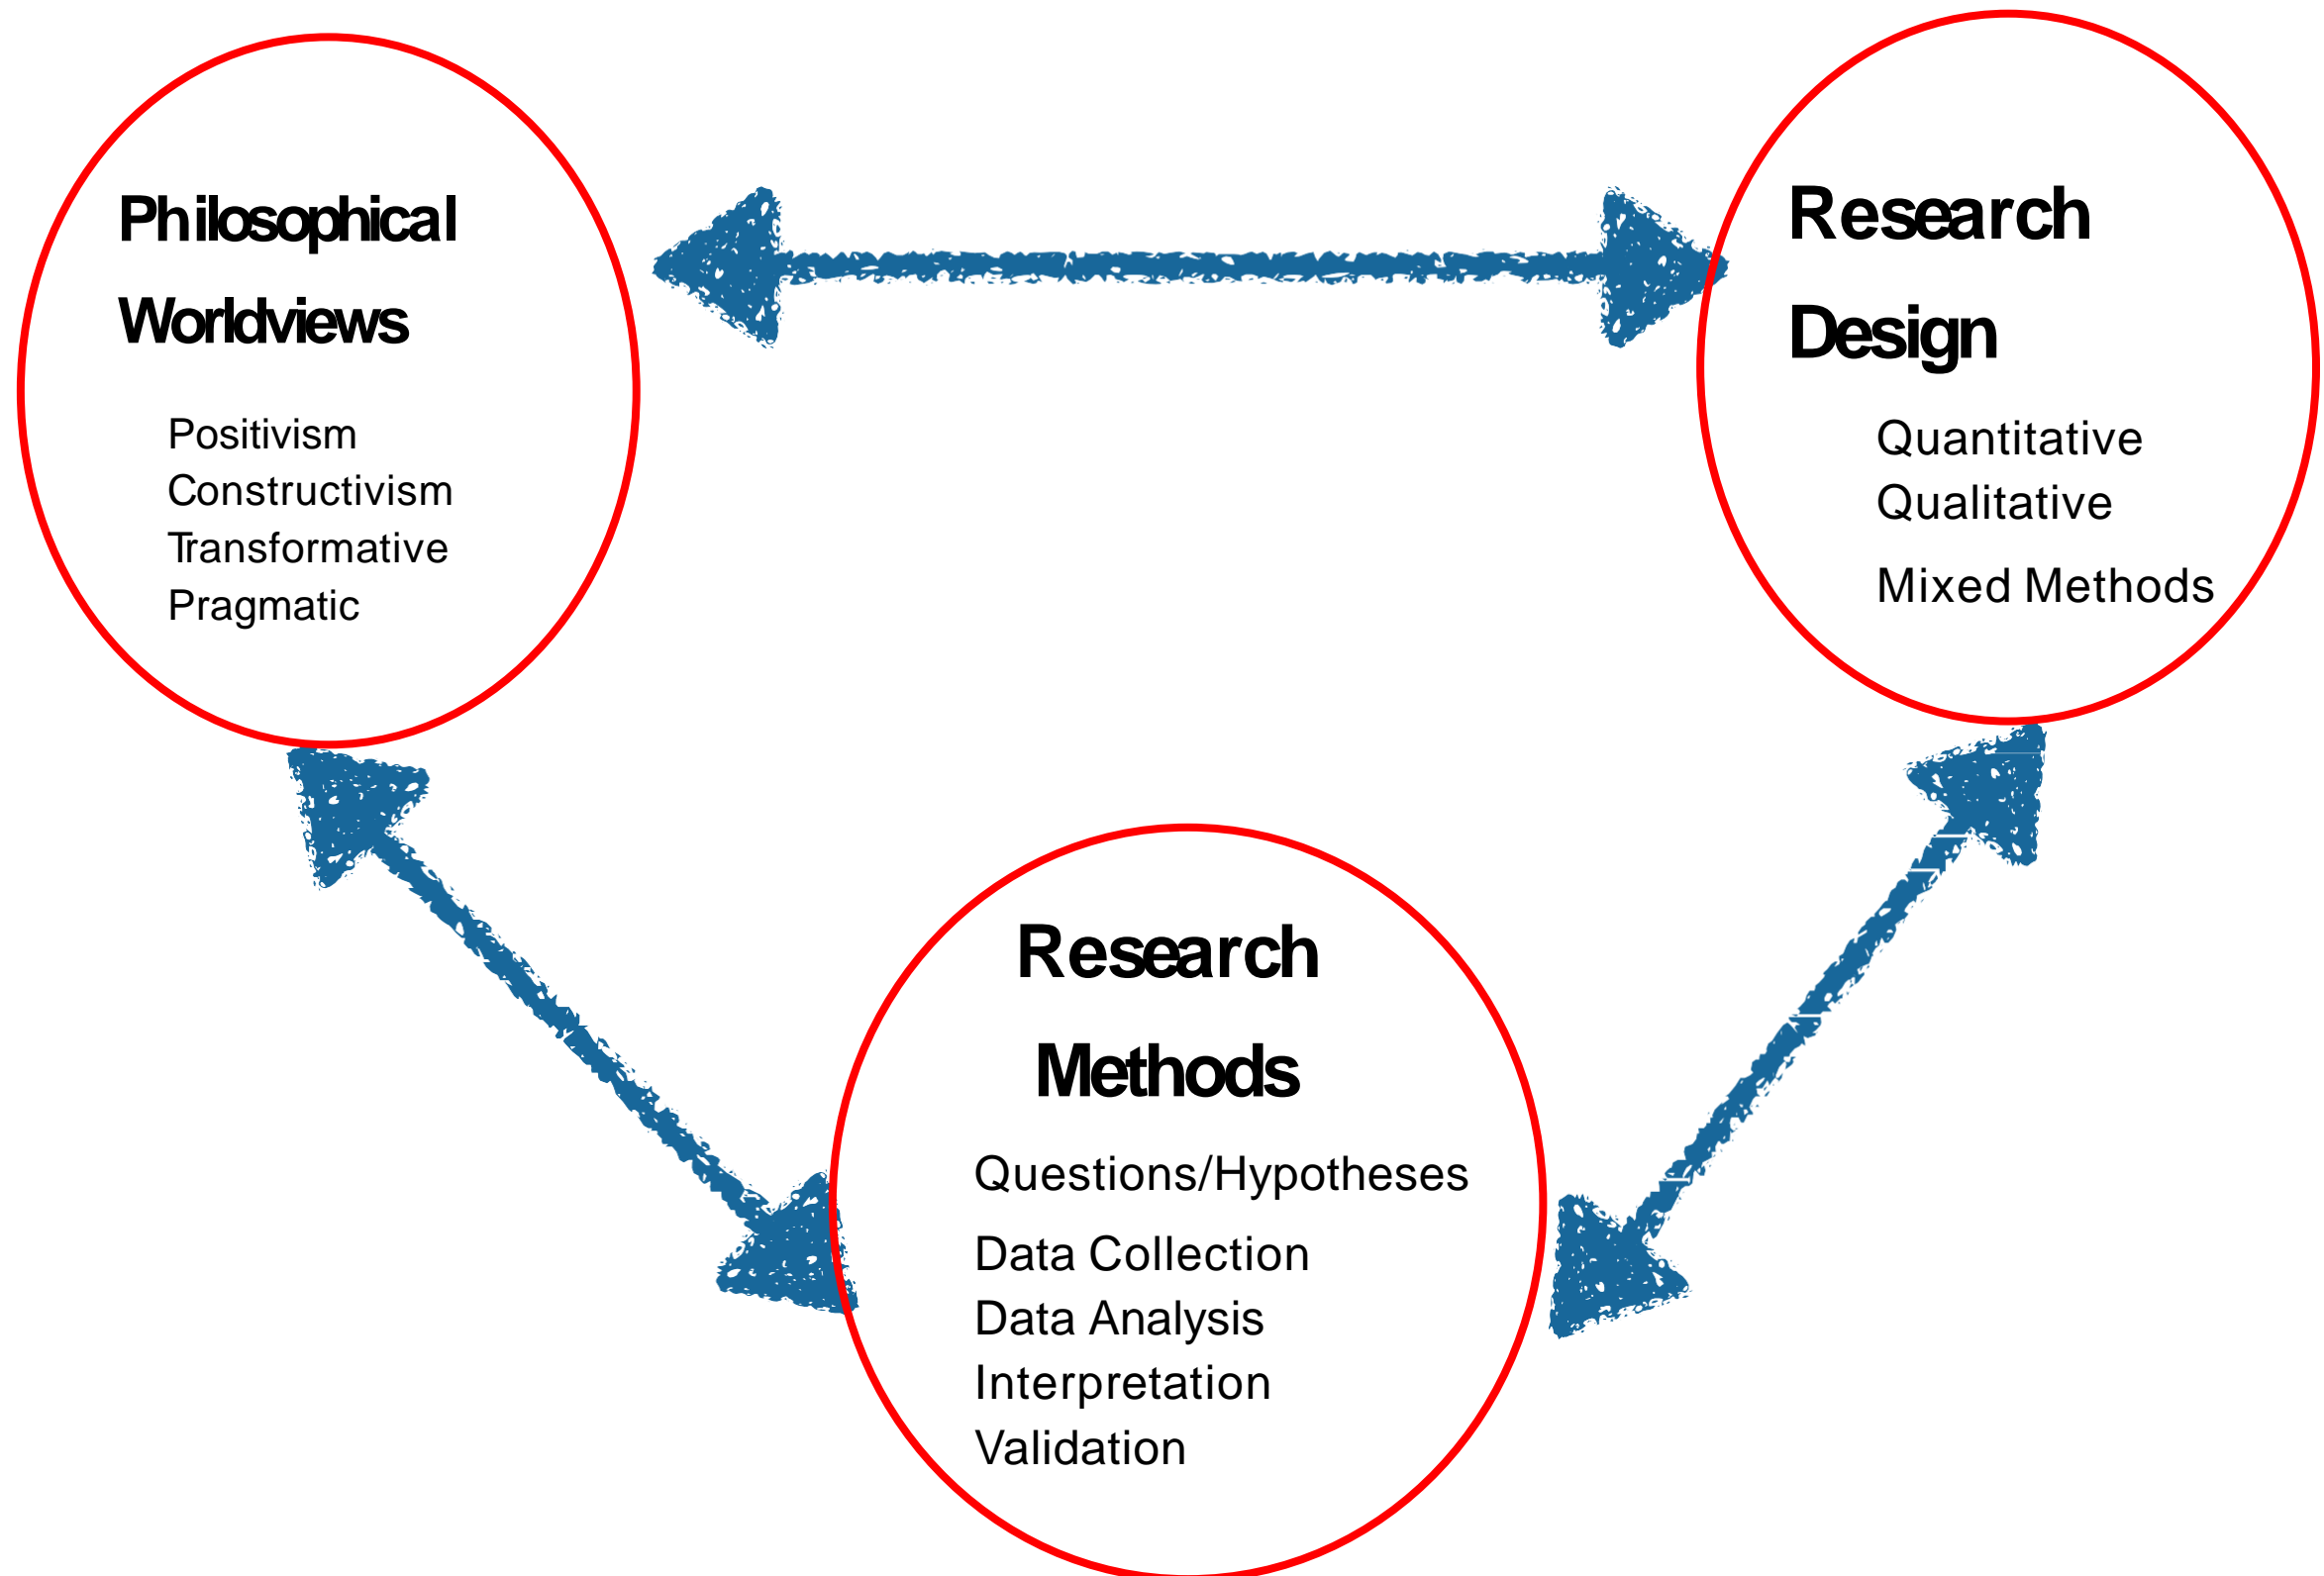 Philosophical
Worldviews
Positivism
Constructivism
Transformative
Pragmatic
Research
Design
Quantitative
Qualitative
Mixed Methods
Research
Methods
Questions/Hypotheses
Data Collection
Data Analysis
Interpretation
Validation